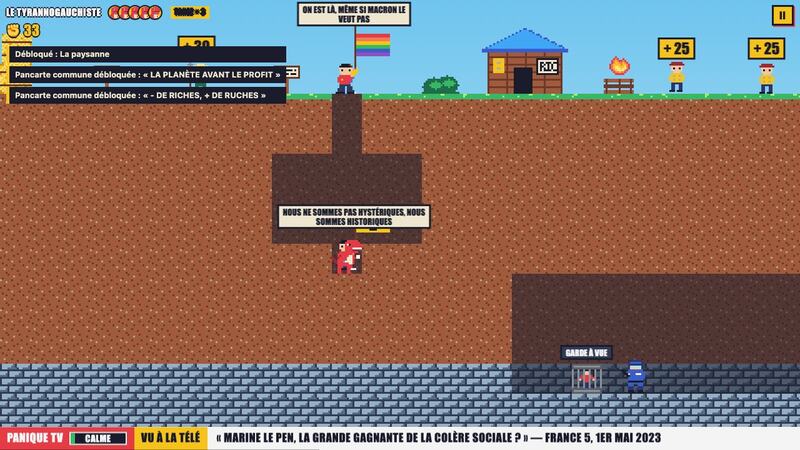 LE TYRANNOGAUCHISTE
33
ON EST LÀ, MÊME SI MACRON LE
VEUT PAS
Débloqué : La paysanne
Pancarte commune débloquée : « LA PLANÈTE AVANT LE PROFIT »
Pancarte commune débloquée : « - DE RICHES, + DE RUCHES »
RIC
+ 25
+ 25
NOUS NE SOMMES PAS HYSTÉRIQUES, NOUS
SOMMES HISTORIQUES
GARDE À VUE
PANIQUE TV
CALME
VU À LA TÉLÉ
« MARINE LE PEN, LA GRANDE GAGNANTE DE LA COLÈRE SOCIALE ? » — FRANCE 5, 1ER MAI 2023